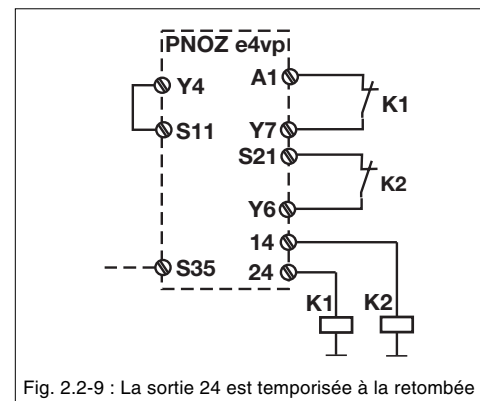 PNOZ e4vp
Y4
A1
K1
S11
Y7
S21
K2
Y6
14
S35
24
K1
K2
Fig. 2.2-9 : La sortie 24 est temporisée à la retombée